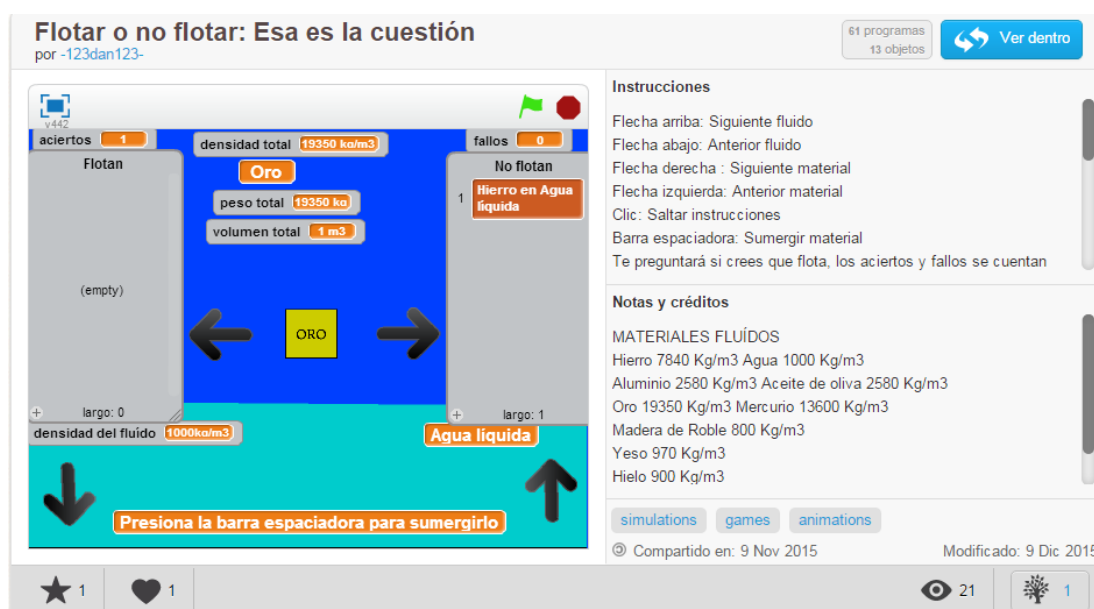 Flotar o no flotar: Esa es la cuestión
por -123dan123-
61 programas
13 objetos
Ver dentro
v442
aciertos 1
densidad total 19350 kg/m3
fallos 0
Flotan
Oro
No flotan
peso total 19350 kg
1 Hierro en Agua
líquida
volumen total 1 m3
(empty)
ORO
+ largo: 0
+ largo: 1
densidad del fluído 1000kg/m3
Agua líquida
Presiona la barra espaciadora para sumergirlo
Instrucciones
Flecha arriba: Siguiente fluido
Flecha abajo: Anterior fluido
Flecha derecha : Siguiente material
Flecha izquierda: Anterior material
Clic: Saltar instrucciones
Barra espaciadora: Sumergir material
Te preguntará si crees que flota, los aciertos y fallos se cuentan
Notas y créditos
MATERIALES FLUÍDOS
Hierro 7840 Kg/m3 Agua 1000 Kg/m3
Aluminio 2580 Kg/m3 Aceite de oliva 2580 Kg/m3
Oro 19350 Kg/m3 Mercurio 13600 Kg/m3
Madera de Roble 800 Kg/m3
Yeso 970 Kg/m3
Hielo 900 Kg/m3
simulations games animations
Compartido en: 9 Nov 2015 Modificado: 9 Dic 2015
1 1 21 1